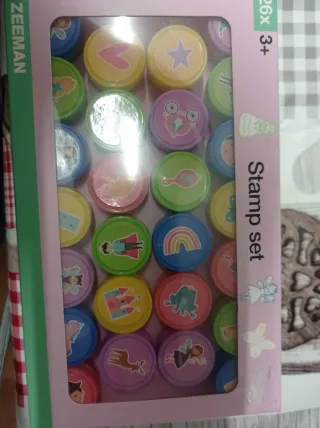 ZEEMAN
26x
3+
Stamp set